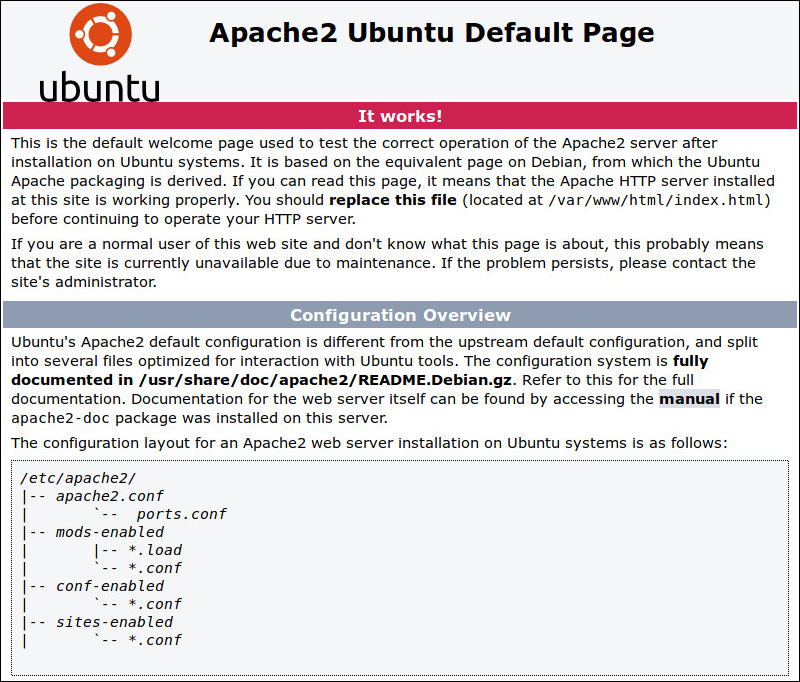 Apache2 Ubuntu Default Page
ubuntu
It works!
This is the default welcome page used to test the correct operation of the Apache2 server after
installation on Ubuntu systems. It is based on the equivalent page on Debian, from which the Ubuntu
Apache packaging is derived. If you can read this page, it means that the Apache HTTP server installed
at this site is working properly. You should replace this file (located at /var/www/html/index.html)
before continuing to operate your HTTP server.
If you are a normal user of this web site and don't know what this page is about, this probably means
that the site is currently unavailable due to maintenance. If the problem persists, please contact the
site's administrator.
Configuration Overview
Ubuntu's Apache2 default configuration is different from the upstream default configuration, and split
into several files optimized for interaction with Ubuntu tools. The configuration system is fully
documented in /usr/share/doc/apache2/README.Debian.gz. Refer to this for the full
documentation. Documentation for the web server itself can be found by accessing the manual if the
apache2-doc package was installed on this server.
The configuration layout for an Apache2 web server installation on Ubuntu systems is as follows:
/etc/apache2/
|-- apache2.conf
|       `--  ports.conf
|-- mods-enabled
|       |-- *.load
|       `-- *.conf
|-- conf-enabled
|       `-- *.conf
|-- sites-enabled
|       `-- *.conf